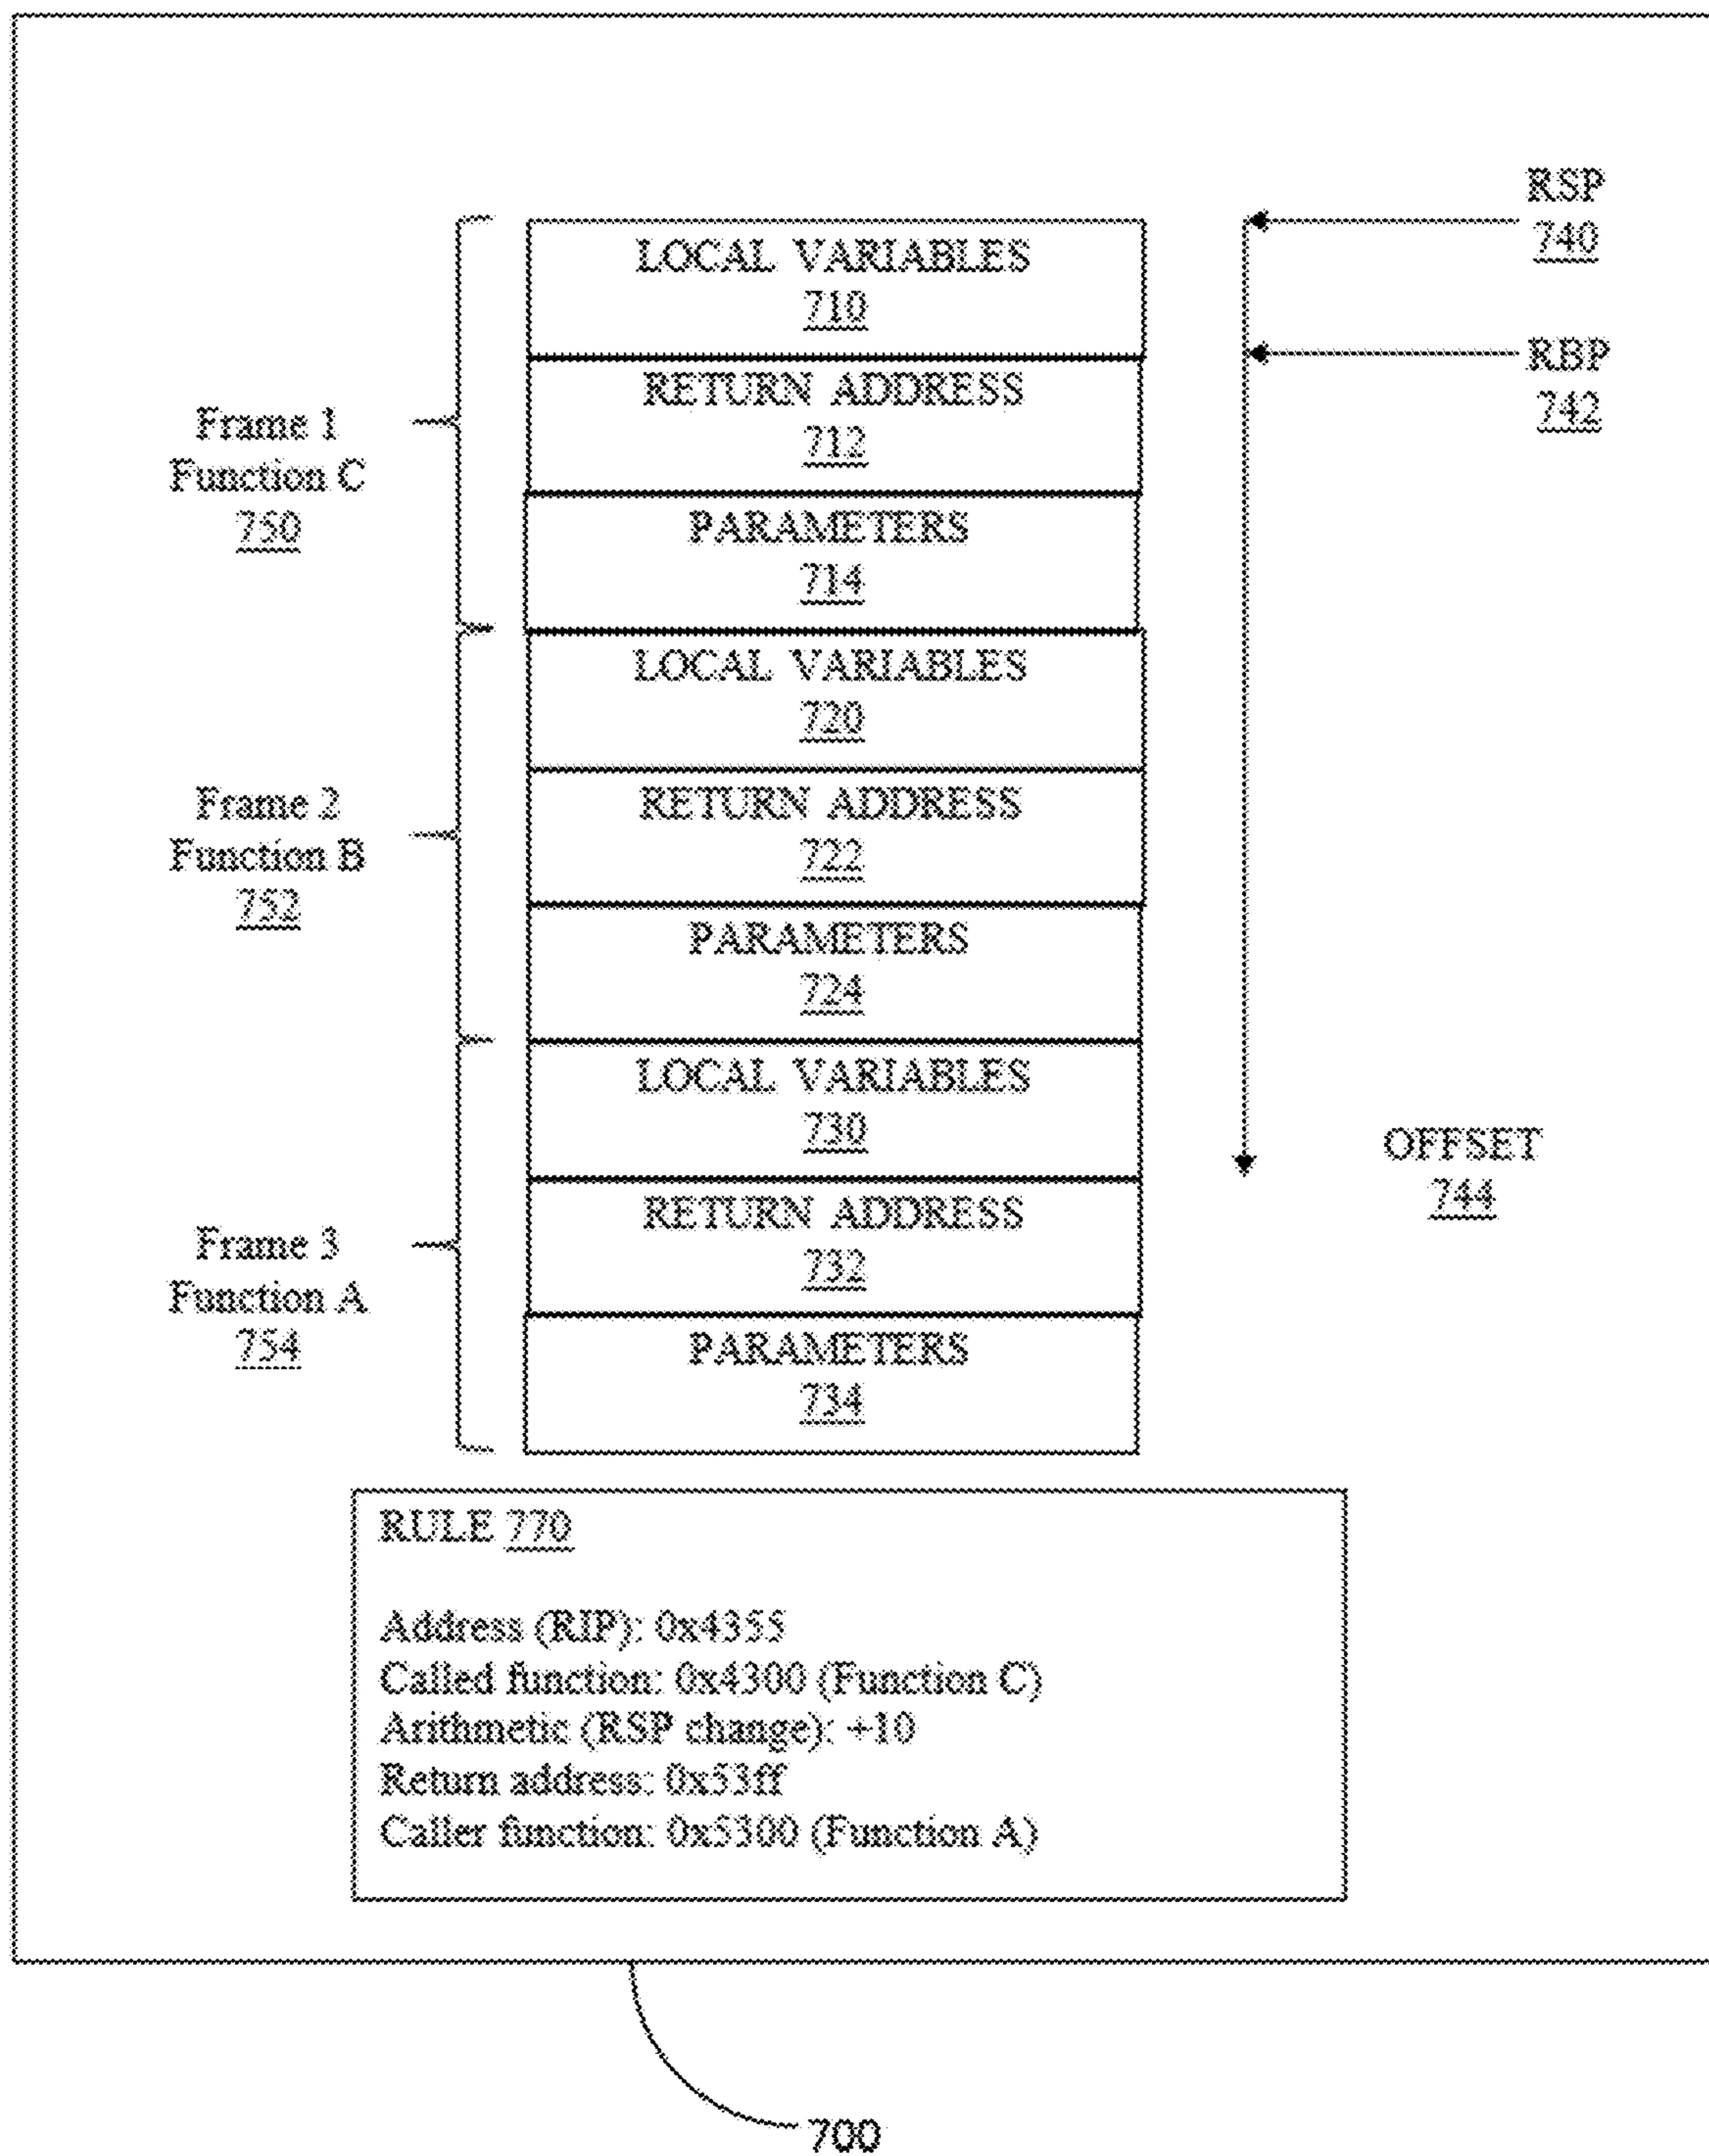 RSP
740
LOCAL VARIABLES
710
RBP
742
RETURN ADDRESS
712
Frame 1
Function C
750
PARAMETERS
714
LOCAL VARIABLES
720
Frame 2
Function B
752
RETURN ADDRESS
722
PARAMETERS
724
LOCAL VARIABLES
730
OFFSET
744
RETURN ADDRESS
732
Frame 3
Function A
754
PARAMETERS
734
RULE 770
Address (RIP): 0x4355
Called function: 0x4300 (Function C)
Arithmetic (RSP change): +10
Return address: 0x53ff
Caller function: 0x5300 (Function A)
700